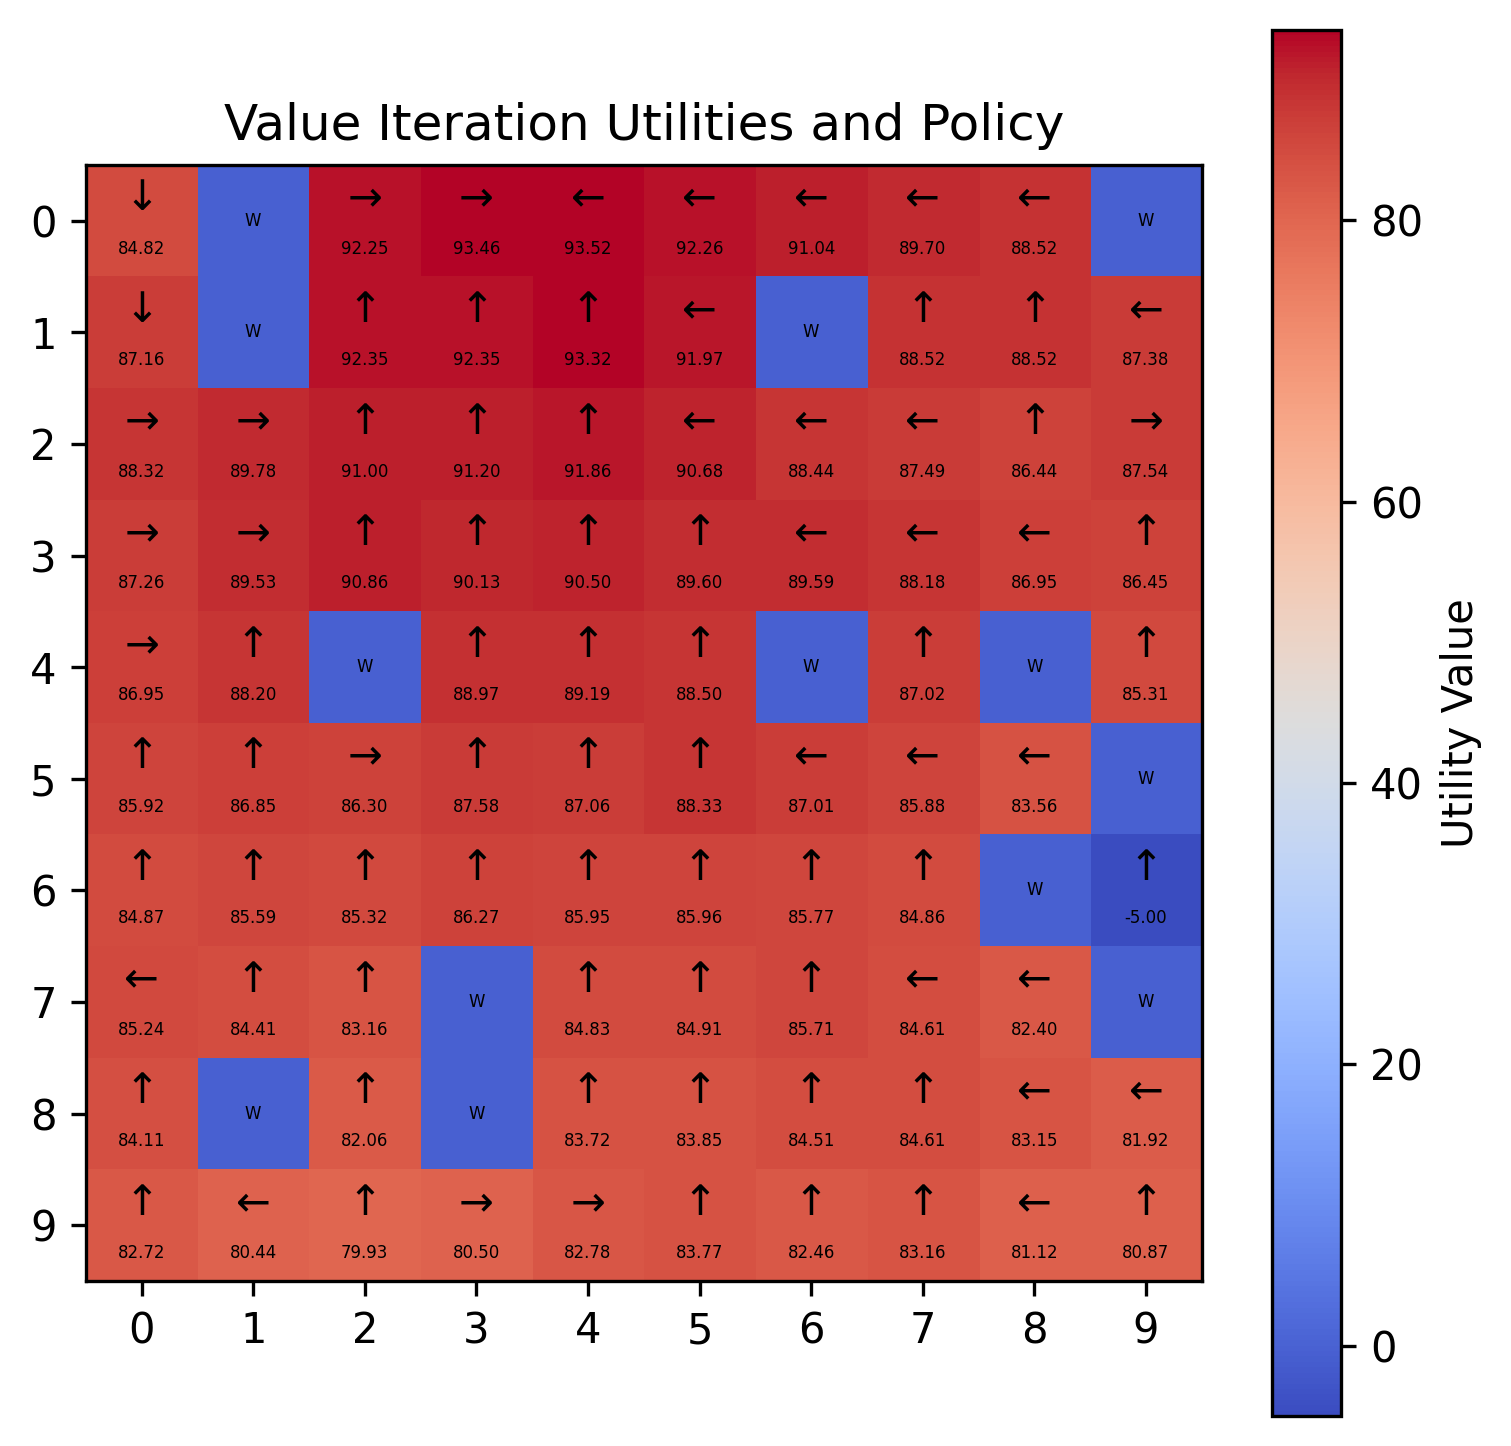 Value Iteration Utilities and Policy
0 ↓ W → → ← ← ← ← ← W
84.82 92.25 93.46 93.52 92.26 91.04 89.70 88.52
1 ↓ W ↑ ↑ ↑ ← W ↑ ↑ ←
87.16 92.35 92.35 93.32 91.97 88.52 88.52 87.38
2 → → ↑ ↑ ↑ ← ← ← ↑ →
88.32 89.78 91.00 91.20 91.86 90.68 88.44 87.49 86.44 87.54
3 → → ↑ ↑ ↑ ↑ ← ← ← ↑
87.26 89.53 90.86 90.13 90.50 89.60 89.59 88.18 86.95 86.45
4 → ↑ W ↑ ↑ ↑ W ↑ W ↑
86.95 88.20 88.97 89.19 88.50 87.02 85.31
5 ↑ ↑ → ↑ ↑ ↑ ← ← ← W
85.92 86.85 86.30 87.58 87.06 88.33 87.01 85.88 83.56
6 ↑ ↑ ↑ ↑ ↑ ↑ ↑ ↑ W ↑
84.87 85.59 85.32 86.27 85.95 85.96 85.77 84.86 -5.00
7 ← ↑ ↑ W ↑ ↑ ↑ ← ← W
85.24 84.41 83.16 84.83 84.91 85.71 84.61 82.40
8 ↑ W ↑ W ↑ ↑ ↑ ↑ ← ←
84.11 82.06 83.72 83.85 84.51 84.61 83.15 81.92
9 ↑ ← ↑ → → ↑ ↑ ↑ ← ↑
82.72 80.44 79.93 80.50 82.78 83.77 82.46 83.16 81.12 80.87
0 1 2 3 4 5 6 7 8 9
80
60
40
20
0
Utility Value